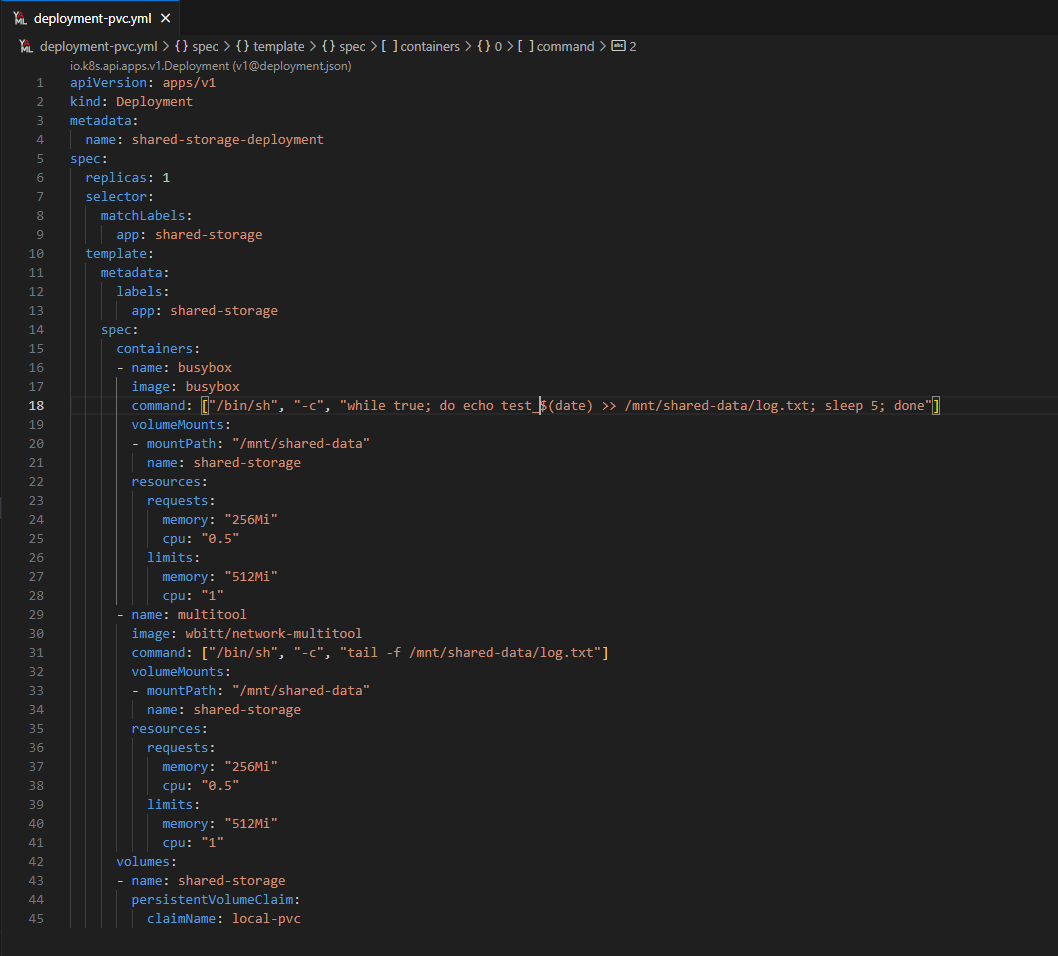 deployment-pvc.yml ×
deployment-pvc.yml > {} spec > {} template > {} spec > [ ] containers > {} 0 > [ ] command > abc 2
io.k8s.api.apps.v1.Deployment (v1@deployment.json)
1 apiVersion: apps/v1
2 kind: Deployment
3 metadata:
4   name: shared-storage-deployment
5 spec:
6   replicas: 1
7   selector:
8     matchLabels:
9       app: shared-storage
10   template:
11     metadata:
12       labels:
13         app: shared-storage
14     spec:
15       containers:
16       - name: busybox
17         image: busybox
18         command: ["/bin/sh", "-c", "while true; do echo test_$(date) >> /mnt/shared-data/log.txt; sleep 5; done"]
19         volumeMounts:
20         - mountPath: "/mnt/shared-data"
21           name: shared-storage
22         resources:
23           requests:
24             memory: "256Mi"
25             cpu: "0.5"
26           limits:
27             memory: "512Mi"
28             cpu: "1"
29       - name: multitool
30         image: wbitt/network-multitool
31         command: ["/bin/sh", "-c", "tail -f /mnt/shared-data/log.txt"]
32         volumeMounts:
33         - mountPath: "/mnt/shared-data"
34           name: shared-storage
35         resources:
36           requests:
37             memory: "256Mi"
38             cpu: "0.5"
39           limits:
40             memory: "512Mi"
41             cpu: "1"
42       volumes:
43       - name: shared-storage
44         persistentVolumeClaim:
45           claimName: local-pvc